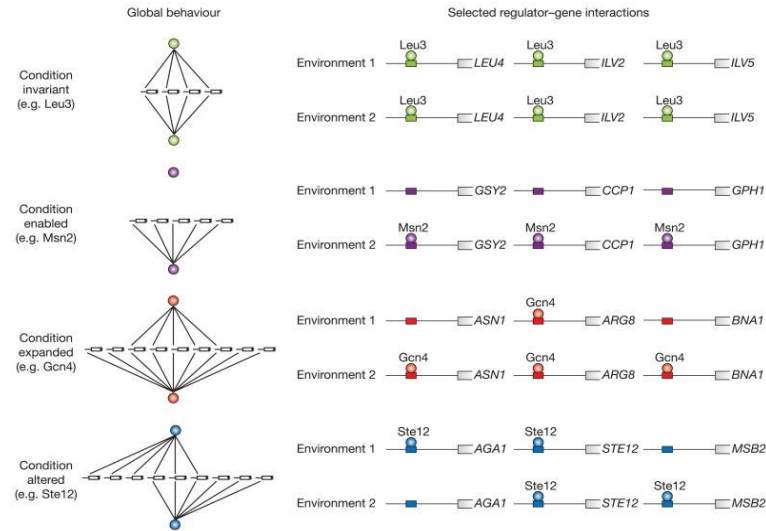 Global behaviour
Selected regulator–gene interactions
Condition
invariant
(e.g. Leu3)
Environment 1 Leu3 LEU4 Leu3 ILV2 Leu3 ILV5
Environment 2 Leu3 LEU4 Leu3 ILV2 Leu3 ILV5
Condition
enabled
(e.g. Msn2)
Environment 1 GSY2 CCP1 GPH1
Environment 2 Msn2 GSY2 Msn2 CCP1 Msn2 GPH1
Condition
expanded
(e.g. Gcn4)
Environment 1 ASN1 Gcn4 ARG8 BNA1
Environment 2 Gcn4 ASN1 Gcn4 ARG8 Gcn4 BNA1
Condition
altered
(e.g. Ste12)
Environment 1 Ste12 AGA1 Ste12 STE12 MSB2
Environment 2 AGA1 Ste12 STE12 Ste12 MSB2